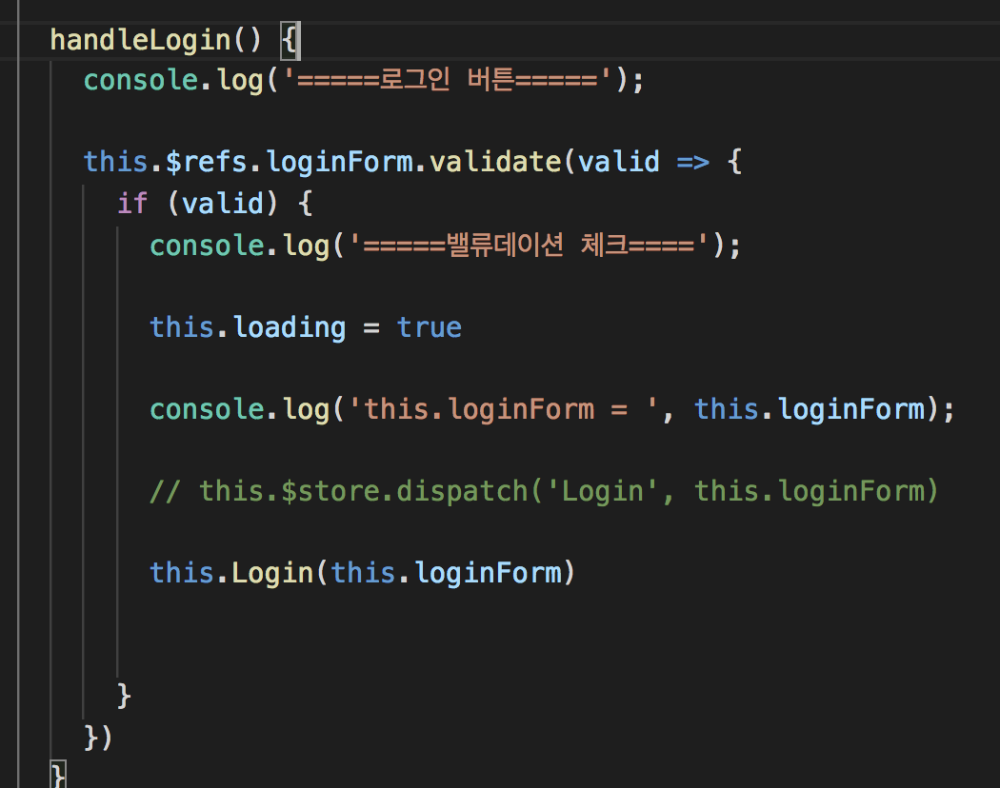 handleLogin() {
console.log('=====로그인 버튼=====');
this.$refs.loginForm.validate(valid => {
if (valid) {
console.log('=====밸류데이션 체크====');
this.loading = true
console.log('this.loginForm = ', this.loginForm);
// this.$store.dispatch('Login', this.loginForm)
this.Login(this.loginForm)
}
})
}